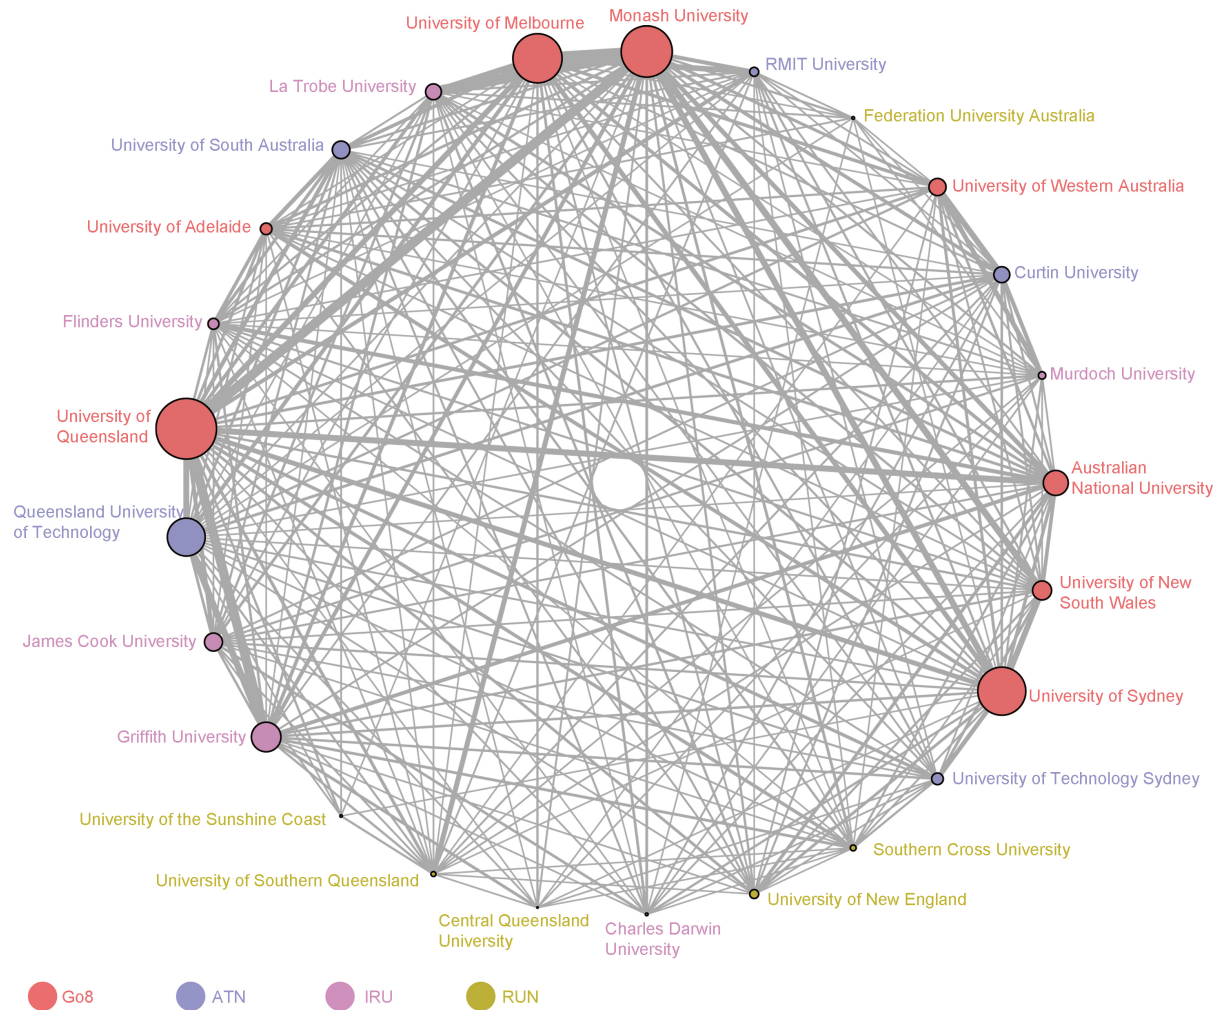 Monash University
University of Melbourne
RMIT University
La Trobe University
Federation University Australia
University of South Australia
University of Western Australia
University of Adelaide
Curtin University
Flinders University
Murdoch University
University of
Queensland
Australian
National University
Queensland University
of Technology
University of New
South Wales
James Cook University
University of Sydney
Griffith University
University of Technology Sydney
University of the Sunshine Coast
Southern Cross University
University of Southern Queensland
University of New England
Central Queensland
University
Charles Darwin
University
Go8
ATN
IRU
RUN